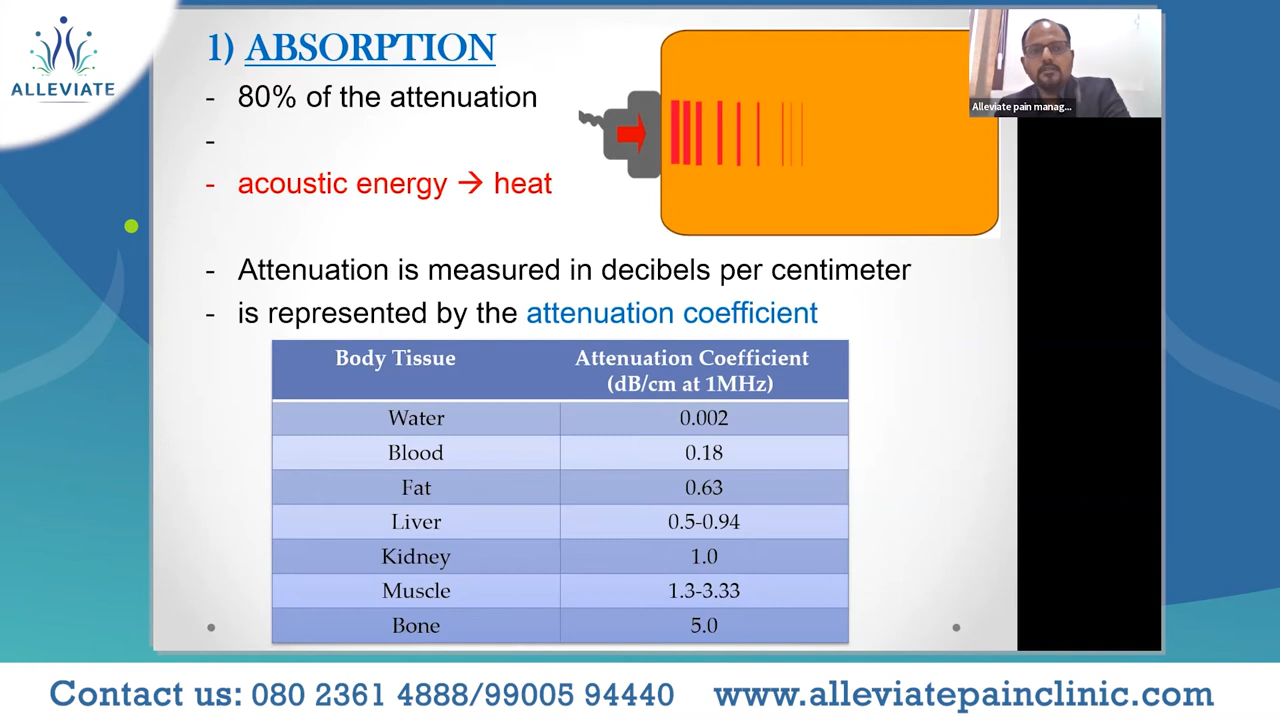 ALLEVIATE
1) ABSORPTION
- 80% of the attenuation
-
- acoustic energy → heat
- Attenuation is measured in decibels per centimeter
- is represented by the attenuation coefficient
Alleviate pain manag...
Body Tissue Attenuation Coefficient
(dB/cm at 1MHz)
Water 0.002
Blood 0.18
Fat 0.63
Liver 0.5-0.94
Kidney 1.0
Muscle 1.3-3.33
Bone 5.0
Contact us: 080 2361 4888/99005 94440 www.alleviatepainclinic.com